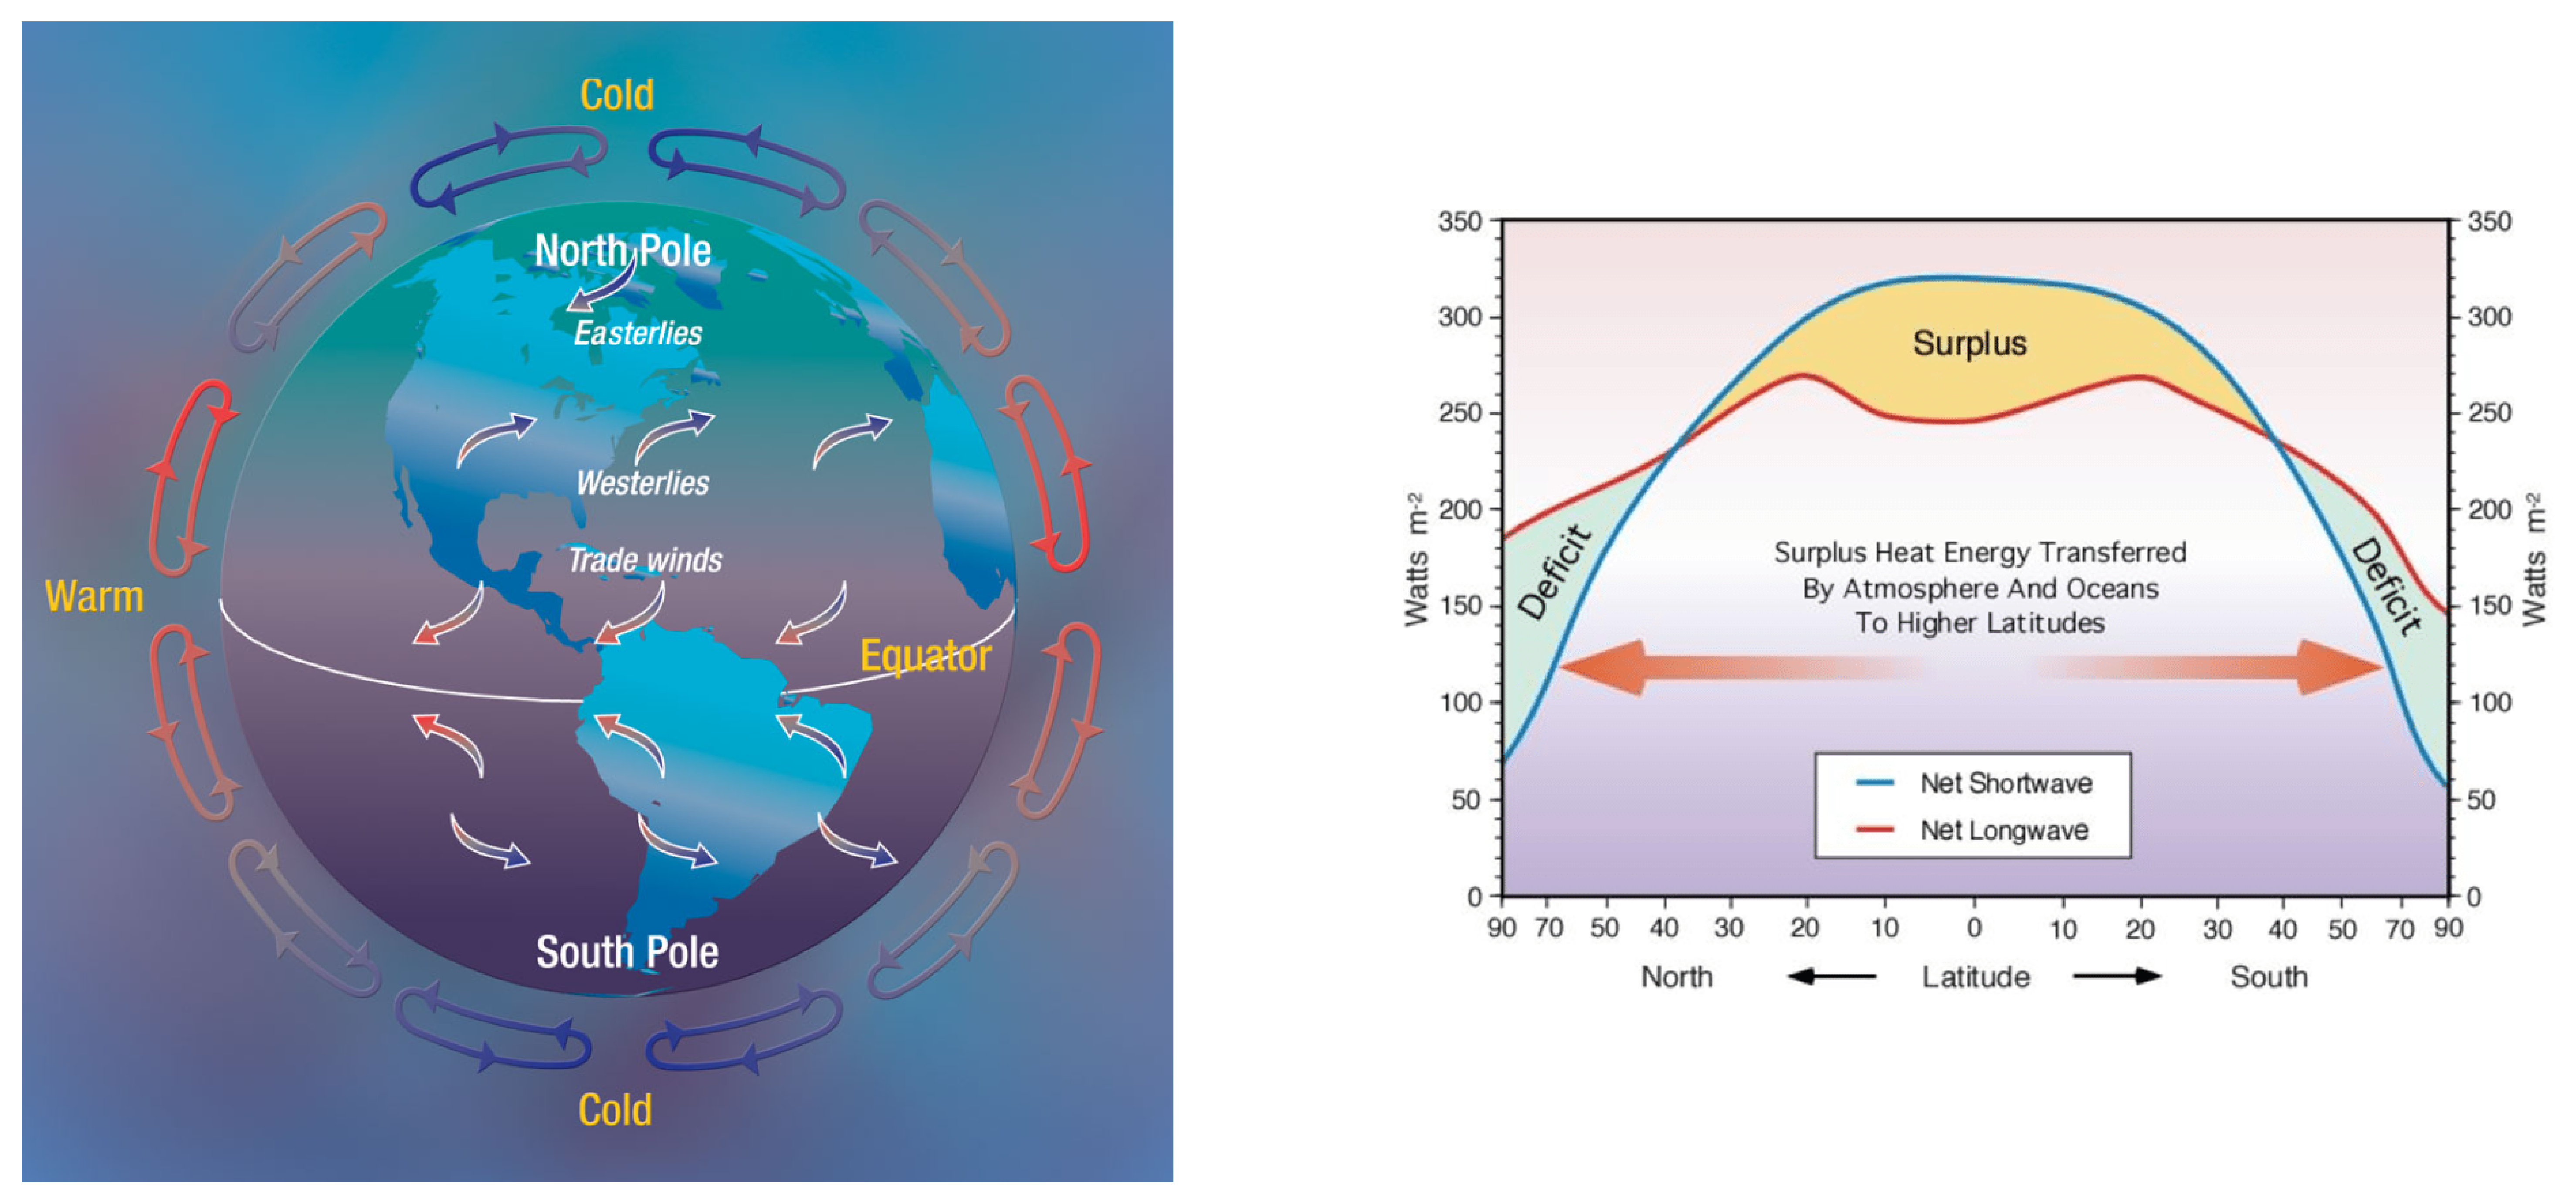 Cold
North Pole
Easterlies
Westerlies
Trade winds
Warm
Equator
South Pole
Cold
350 350
300 300
250 250
200 200
150 150
100 100
50 50
0 0
Watts m-2
Watts m-2
Surplus
Deficit
Deficit
Surplus Heat Energy Transferred
By Atmosphere And Oceans
To Higher Latitudes
Net Shortwave
Net Longwave
90 70 50 40 30 20 10 0 10 20 30 40 50 70 90
North Latitude South